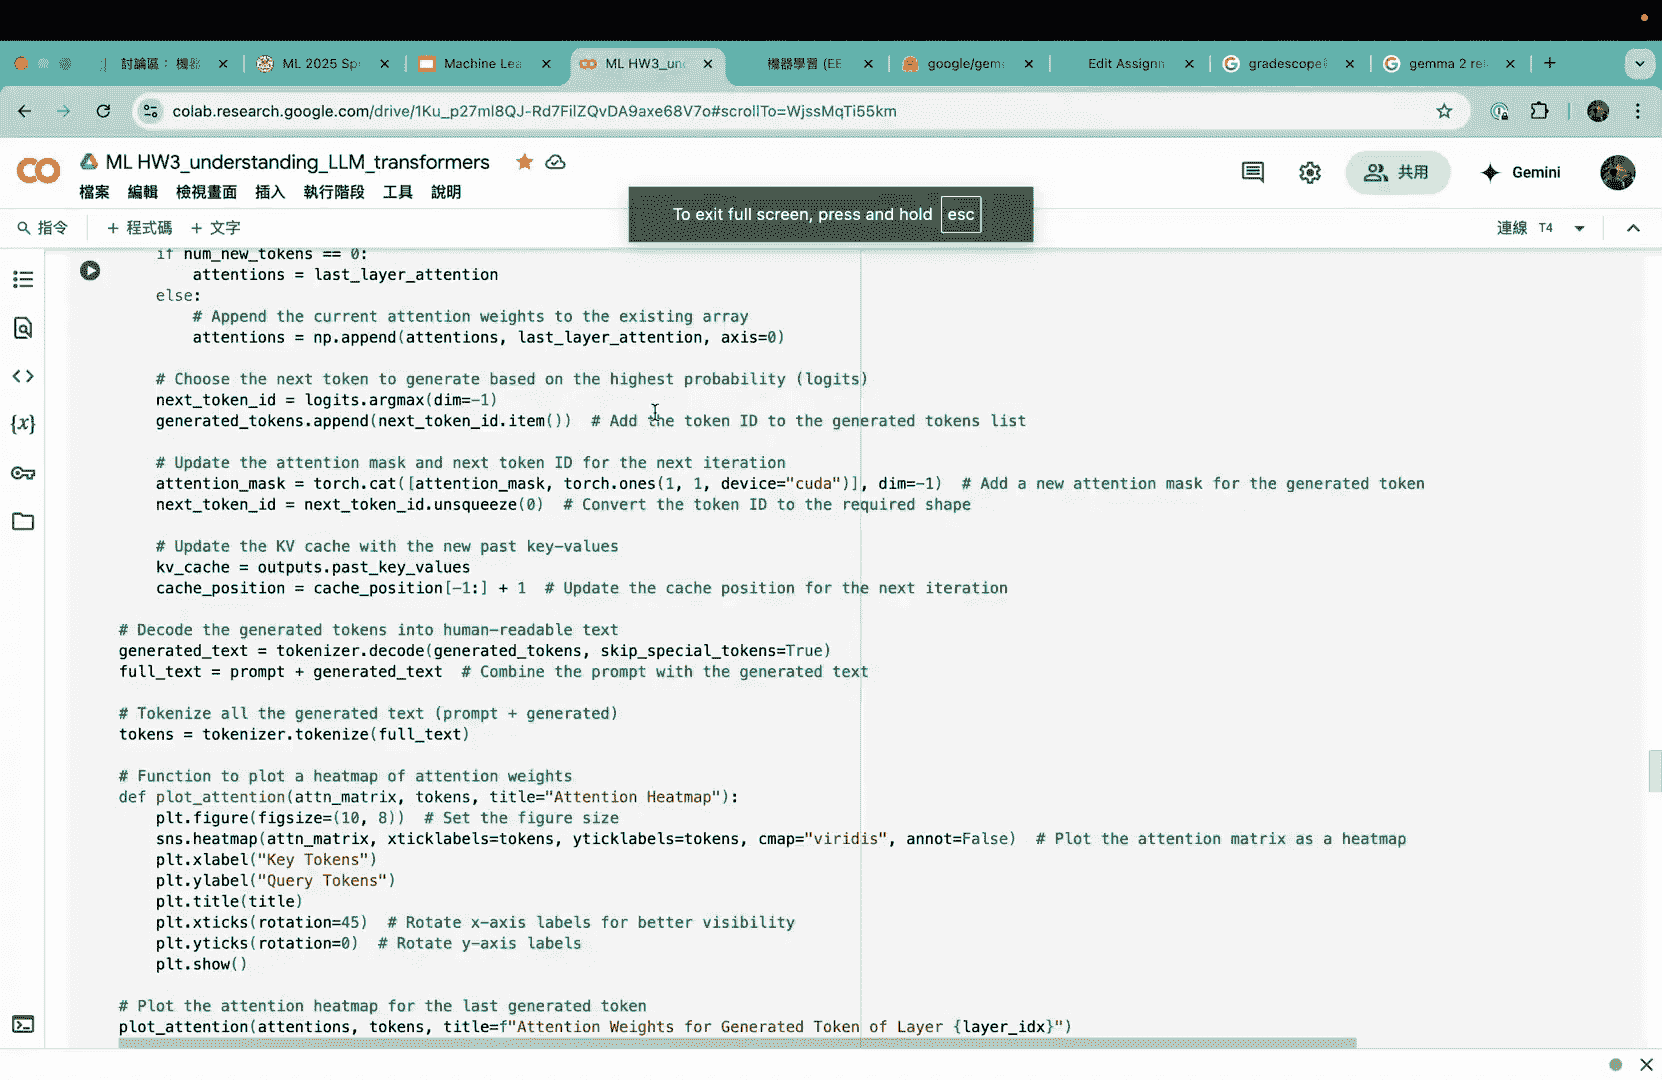 討論區： 機器
ML 2025 Sp
Machine Lea
ML HW3_un
機器學習 (EE
google/gem
Edit Assignm
gradescope
gemma 2 re
colab.research.google.com/drive/1Ku_p27ml8QJ-Rd7FilZQvDA9axe68V7o#scrollTo=WjssMqTi55km
ML HW3_understanding_LLM_transformers
共用
Gemini
檔案 編輯 檢視畫面 插入 執行階段 工具 說明
To exit full screen, press and hold esc
指令 + 程式碼 + 文字
連線 T4
if num_new_tokens == 0:
attentions = last_layer_attention
else:
# Append the current attention weights to the existing array
attentions = np.append(attentions, last_layer_attention, axis=0)
# Choose the next token to generate based on the highest probability (logits)
next_token_id = logits.argmax(dim=-1)
generated_tokens.append(next_token_id.item()) # Add the token ID to the generated tokens list
# Update the attention mask and next token ID for the next iteration
attention_mask = torch.cat([attention_mask, torch.ones(1, 1, device="cuda")], dim=-1) # Add a new attention mask for the generated token
next_token_id = next_token_id.unsqueeze(0) # Convert the token ID to the required shape
# Update the KV cache with the new past key-values
kv_cache = outputs.past_key_values
cache_position = cache_position[-1:] + 1 # Update the cache position for the next iteration
# Decode the generated tokens into human-readable text
generated_text = tokenizer.decode(generated_tokens, skip_special_tokens=True)
full_text = prompt + generated_text # Combine the prompt with the generated text
# Tokenize all the generated text (prompt + generated)
tokens = tokenizer.tokenize(full_text)
# Function to plot a heatmap of attention weights
def plot_attention(attn_matrix, tokens, title="Attention Heatmap"):
plt.figure(figsize=(10, 8)) # Set the figure size
sns.heatmap(attn_matrix, xticklabels=tokens, yticklabels=tokens, cmap="viridis", annot=False) # Plot the attention matrix as a heatmap
plt.xlabel("Key Tokens")
plt.ylabel("Query Tokens")
plt.title(title)
plt.xticks(rotation=45) # Rotate x-axis labels for better visibility
plt.yticks(rotation=0) # Rotate y-axis labels
plt.show()
# Plot the attention heatmap for the last generated token
plot_attention(attentions, tokens, title=f"Attention Weights for Generated Token of Layer {layer_idx}")